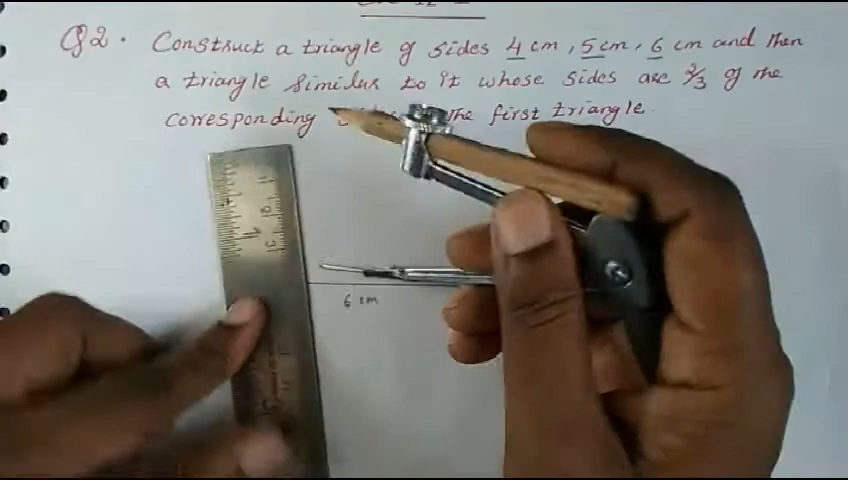 Q2. Construct a triangle of sides 4 cm, 5 cm, 6 cm and then
a triangle similar to it whose sides are 2/3 of the
corresponding the first triangle.
6 cm